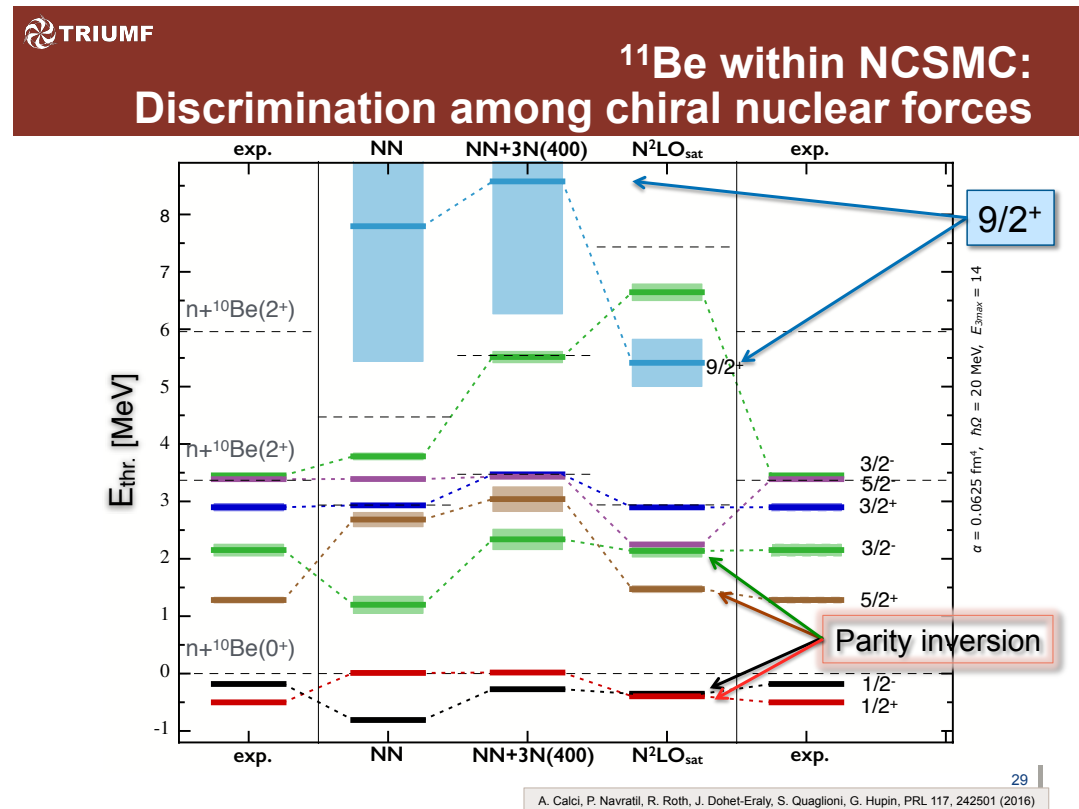 TRIUMF
¹¹Be within NCSMC:
Discrimination among chiral nuclear forces
exp. NN NN+3N(400) N²LOsat exp.
8
7
6
5
4
3
2
1
0
-1
Ethr. [MeV]
n+¹⁰Be(2⁺)
n+¹⁰Be(2⁺)
n+¹⁰Be(0⁺)
9/2⁺
9/2⁺
3/2⁻
5/2⁻
3/2⁺
3/2⁻
5/2⁺
1/2⁻
1/2⁺
Parity inversion
α = 0.0625 fm⁴, ħΩ = 20 MeV, E3max = 14
exp. NN NN+3N(400) N²LOsat exp.
29
A. Calci, P. Navratil, R. Roth, J. Dohet-Eraly, S. Quaglioni, G. Hupin, PRL 117, 242501 (2016)